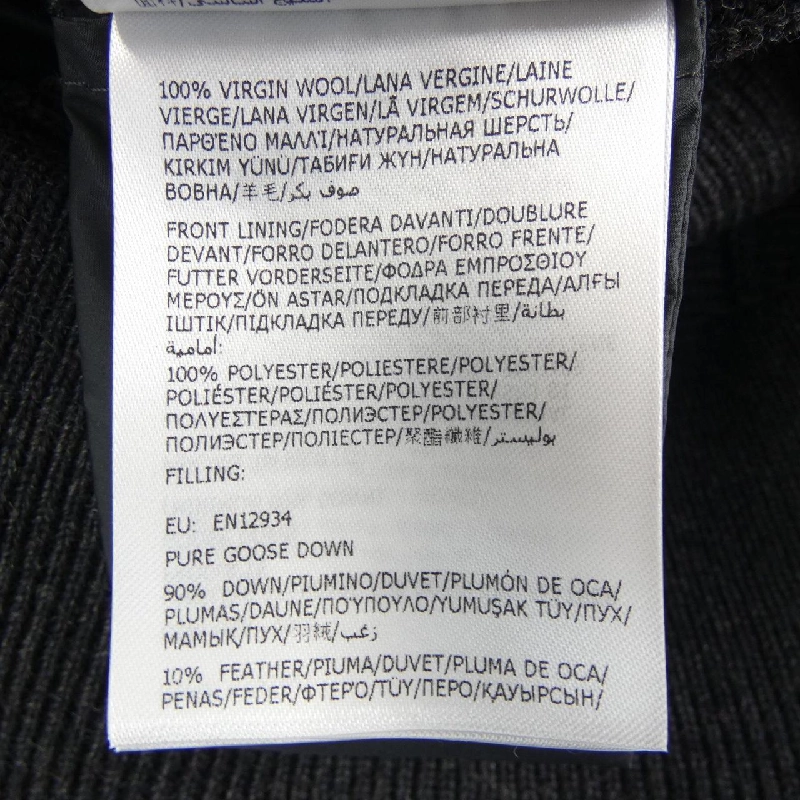 100% VIRGIN WOOL/LANA VERGINE/LAINE
VIERGE/LANA VIRGEN/LÃ VIRGEM/SCHURWOLLE/
ΠΑΡΘΈΝΟ ΜΑΛΛΊ/НАТУРАЛЬНАЯ ШЕРСТЬ/
KIRKIM YÜNÜ/ТАБИҒИ ЖҮН/НАТУРАЛЬНА
ВОВНА/羊毛/صوف بكر
FRONT LINING/FODERA DAVANTI/DOUBLURE
DEVANT/FORRO DELANTERO/FORRO FRENTE/
FUTTER VORDERSEITE/ΦΟΔΡΑ ΕΜΠΡΟΣΘΙΟΥ
ΜΕΡΟΥΣ/ÖN ASTAR/ПОДКЛАДКА ПЕРЕДА/АЛҒЫ
ІШТІК/ПІДКЛАДКА ПЕРЕДУ/前部衬里/بطانة
أمامية:
100% POLYESTER/POLIESTERE/POLYESTER/
POLIÉSTER/POLIÉSTER/POLYESTER/
ΠΟΛΥΕΣΤΕΡΑΣ/ПОЛИЭСТЕР/POLYESTER/
ПОЛИЭСТЕР/ПОЛІЕСТЕР/聚酯纖維/بوليستر
FILLING:
EU: EN12934
PURE GOOSE DOWN
90% DOWN/PIUMINO/DUVET/PLUMÓN DE OCA/
PLUMAS/DAUNE/ΠΟΎΠΟΥΛΟ/YUMUŞAK TÜY/ПУХ/
МАМЫҚ/ПУХ/羽絨/زغب
10% FEATHER/PIUMA/DUVET/PLUMA DE OCA/
PENAS/FEDER/ΦΤΕΡΌ/TÜY/ПЕРО/ҚАУЫРСЫН/